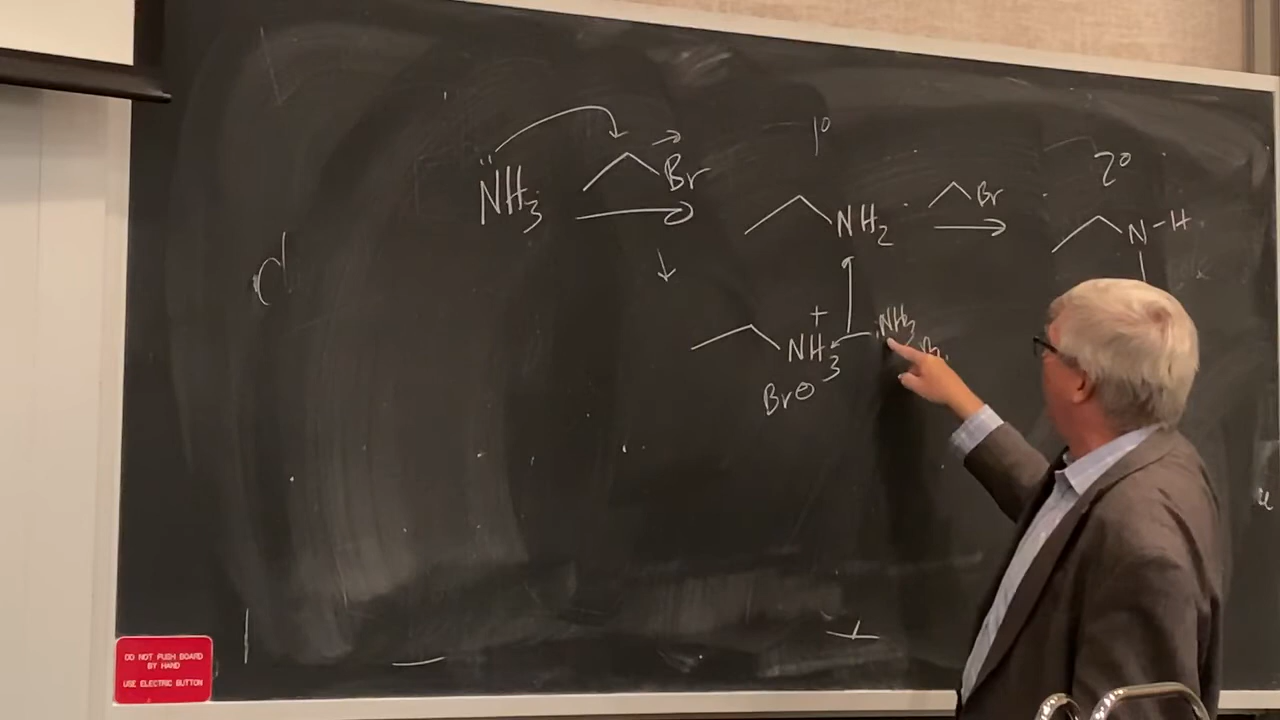 1° 2°
NH3 Br NH2 Br N-H
+
NH3 NH3
Br⊖
DO NOT PUSH BOARD
BY HAND
USE ELECTRIC BUTTON